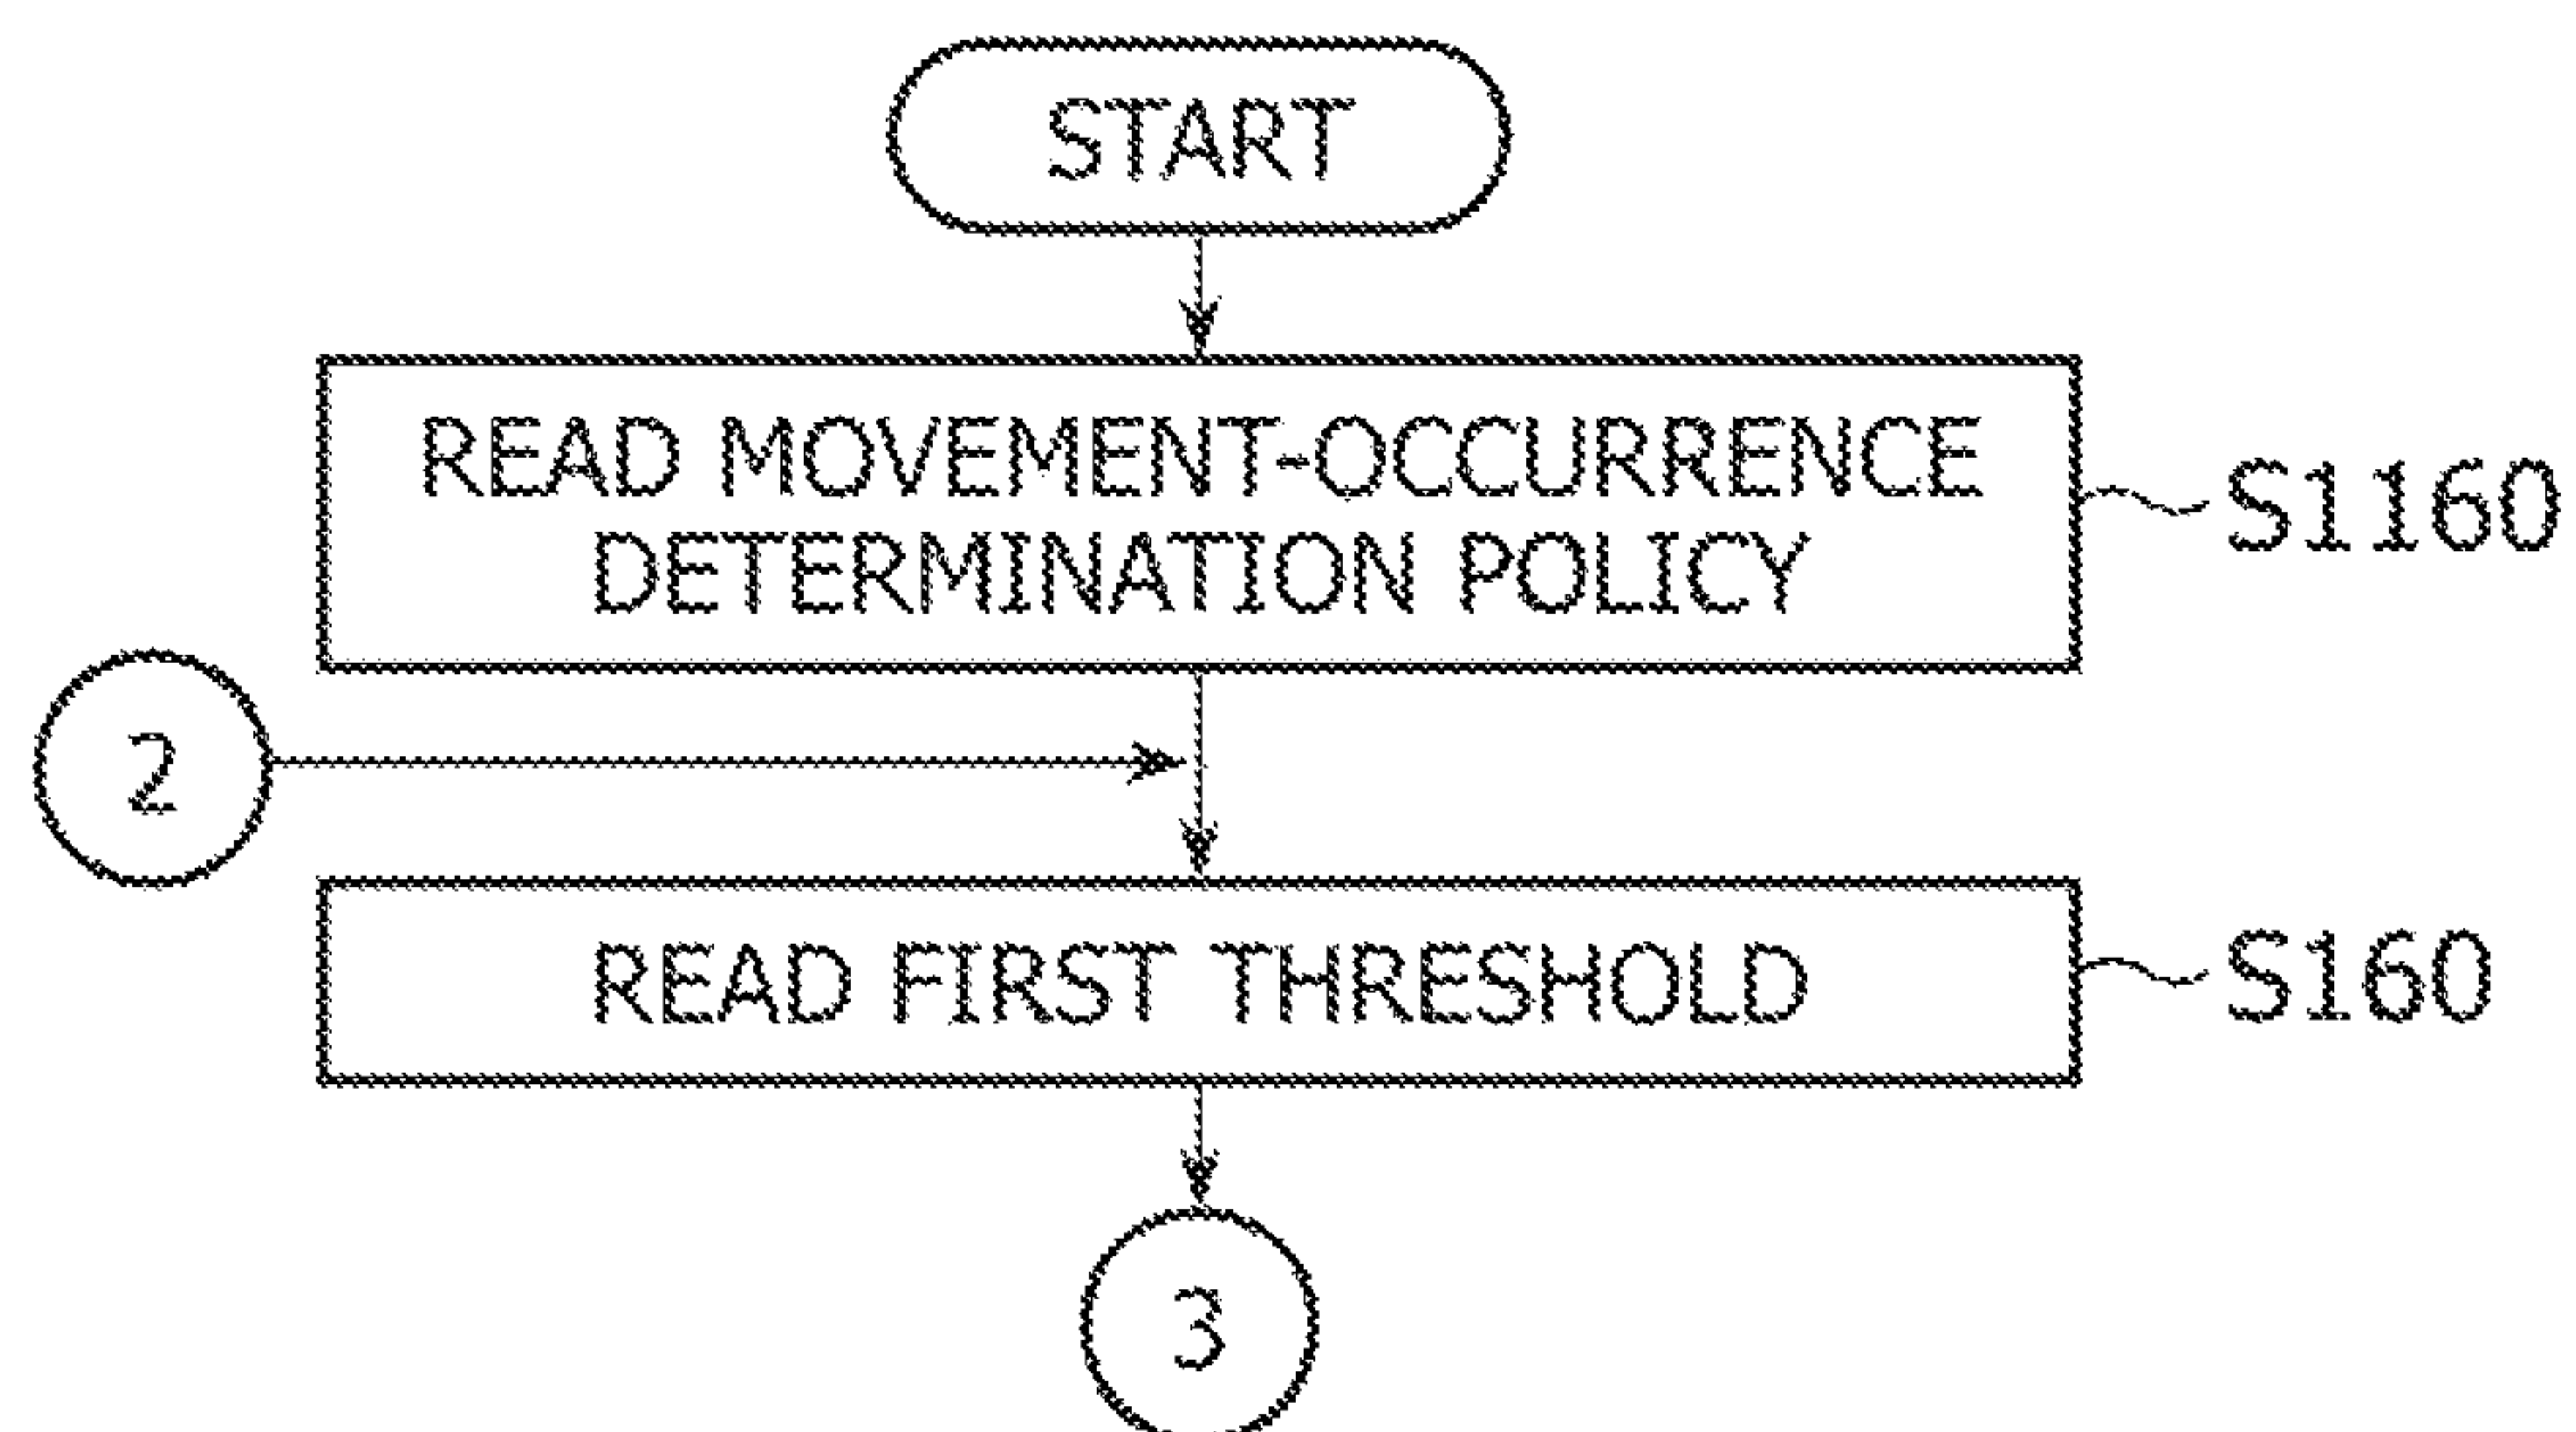 START
READ MOVEMENT-OCCURRENCE
DETERMINATION POLICY
S1160
2
READ FIRST THRESHOLD
S160
3